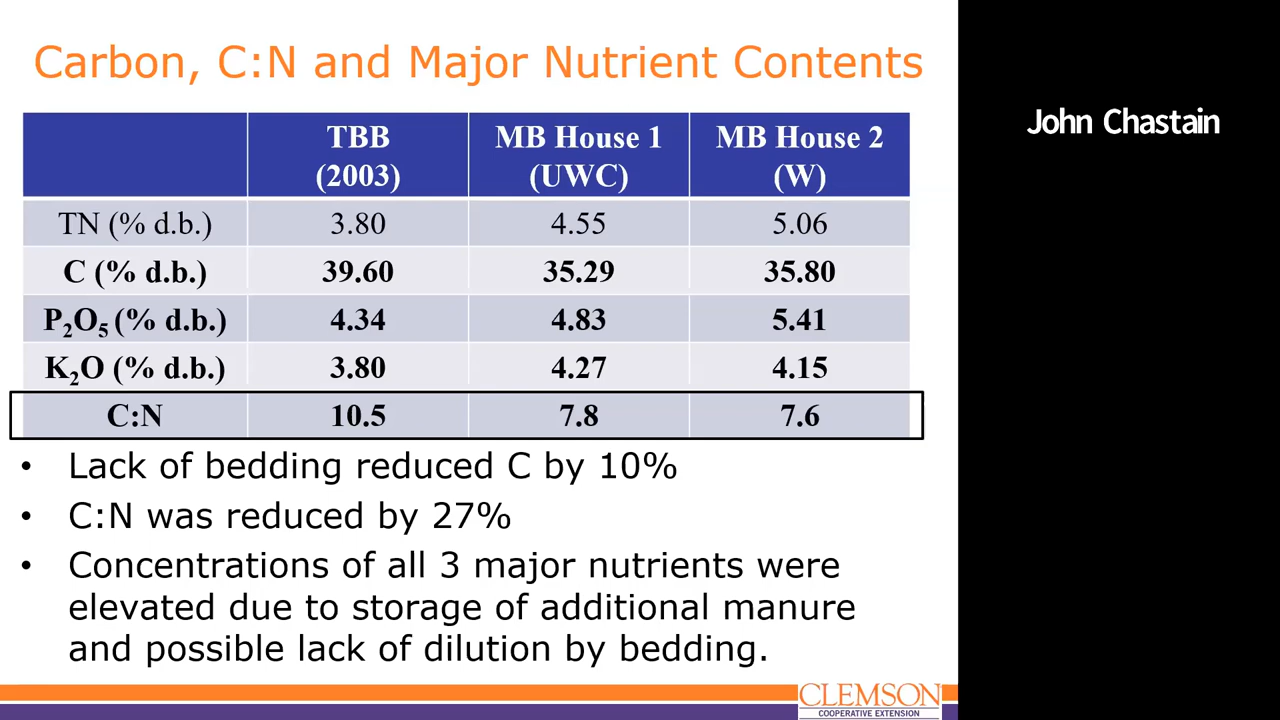 Carbon, C:N and Major Nutrient Contents
John Chastain
TBB (2003) MB House 1 (UWC) MB House 2 (W)
TN (% d.b.) 3.80 4.55 5.06
C (% d.b.) 39.60 35.29 35.80
P₂O₅ (% d.b.) 4.34 4.83 5.41
K₂O (% d.b.) 3.80 4.27 4.15
C:N 10.5 7.8 7.6
• Lack of bedding reduced C by 10%
• C:N was reduced by 27%
• Concentrations of all 3 major nutrients were
elevated due to storage of additional manure
and possible lack of dilution by bedding.
CLEMSON
COOPERATIVE EXTENSION